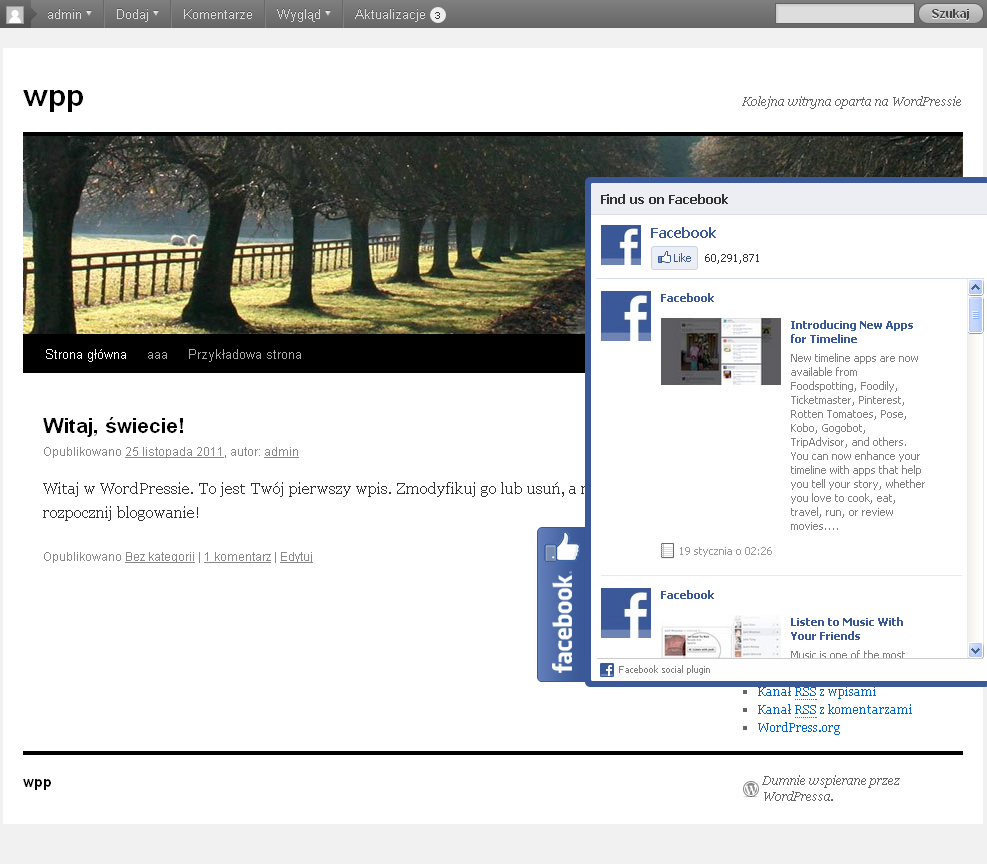 admin Dodaj Komentarze Wygląd Aktualizacje 3 Szukaj
wpp
Kolejna witryna oparta na WordPressie
Strona główna aaa Przykładowa strona
Witaj, świecie!
Opublikowano 25 listopada 2011, autor: admin
Witaj w WordPressie. To jest Twój pierwszy wpis. Zmodyfikuj go lub usuń, a
rozpocznij blogowanie!
Opublikowano Bez kategorii | 1 komentarz | Edytuj
facebook
Find us on Facebook
Facebook
Like 60,291,871
Facebook
Introducing New Apps
for Timeline
New timeline apps are now
available from
Foodspotting, Foodily,
Ticketmaster, Pinterest,
Rotten Tomatoes, Pose,
Kobo, Gogobot,
TripAdvisor, and others.
You can now enhance your
timeline with apps that help
you tell your story, whether
you love to cook, eat,
travel, run, or review
movies....
19 stycznia o 02:26
Facebook
Listen to Music With
Your Friends
Music is one of the most
Facebook social plugin
Kanał RSS z wpisami
Kanał RSS z komentarzami
WordPress.org
wpp
Dumnie wspierane przez
WordPressa.